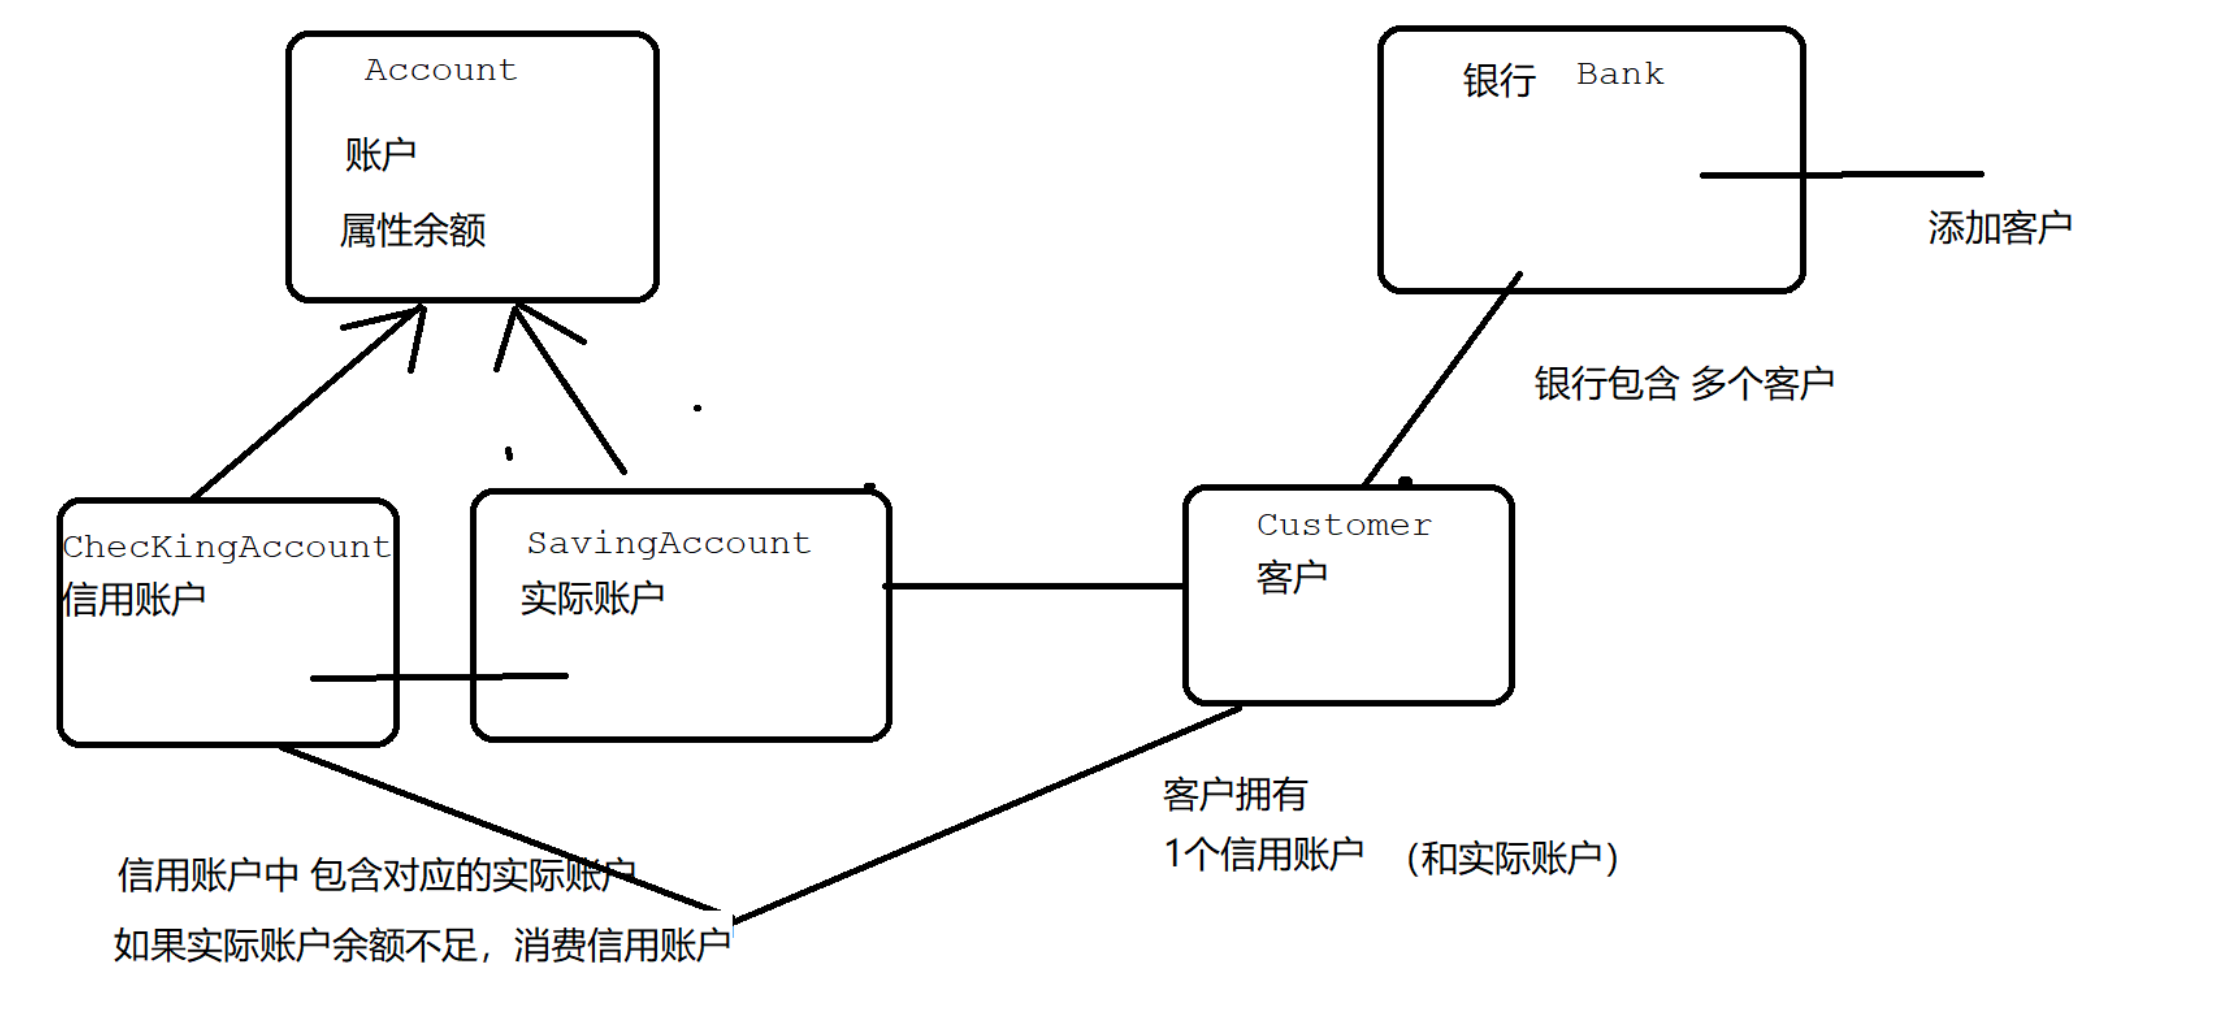 Account
账户
属性余额
银行 Bank
添加客户
银行包含 多个客户
ChecKingAccount
信用账户
SavingAccount
实际账户
Customer
客户
客户拥有
1个信用账户 （和实际账户）
信用账户中 包含对应的实际账户
如果实际账户余额不足，消费信用账户